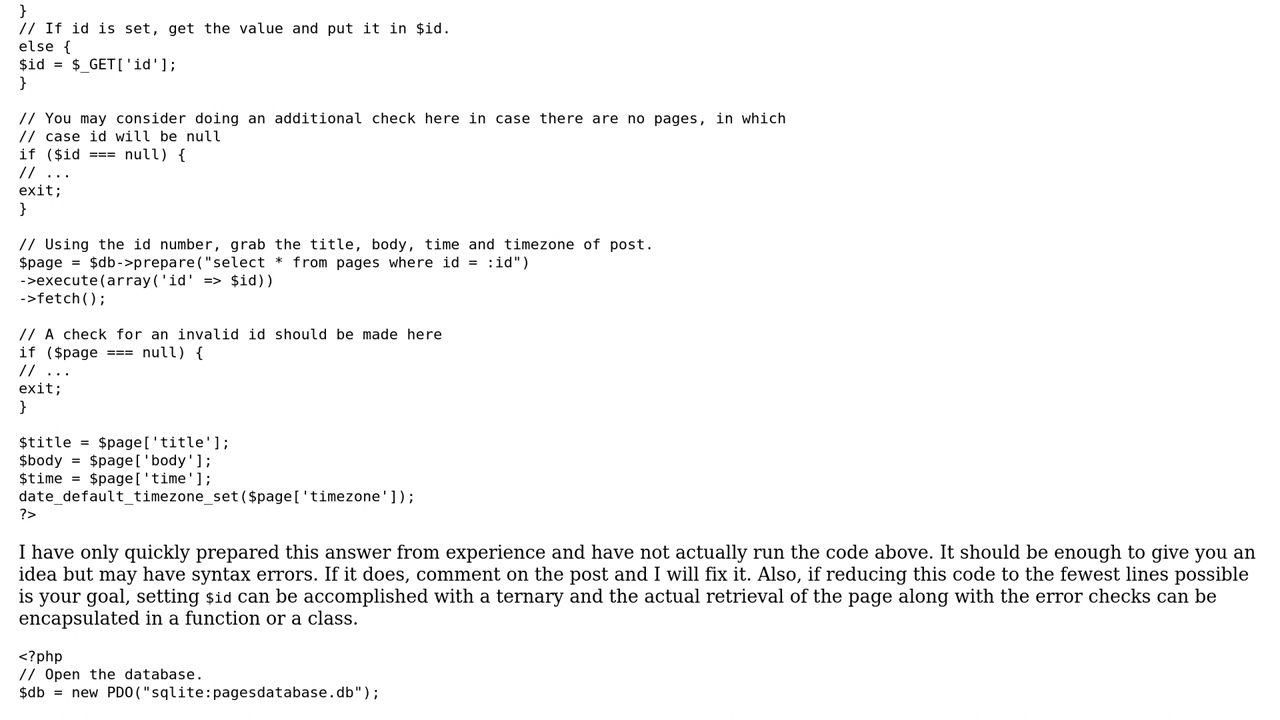 }
// If id is set, get the value and put it in $id.
else {
$id = $_GET['id'];
}
// You may consider doing an additional check here in case there are no pages, in which
// case id will be null
if ($id === null) {
// ...
exit;
}
// Using the id number, grab the title, body, time and timezone of post.
$page = $db->prepare("select * from pages where id = :id")
->execute(array('id' => $id))
->fetch();
// A check for an invalid id should be made here
if ($page === null) {
// ...
exit;
}
$title = $page['title'];
$body = $page['body'];
$time = $page['time'];
date_default_timezone_set($page['timezone']);
?>
I have only quickly prepared this answer from experience and have not actually run the code above. It should be enough to give you an
idea but may have syntax errors. If it does, comment on the post and I will fix it. Also, if reducing this code to the fewest lines possible
is your goal, setting $id can be accomplished with a ternary and the actual retrieval of the page along with the error checks can be
encapsulated in a function or a class.
<?php
// Open the database.
$db = new PDO("sqlite:pagesdatabase.db");